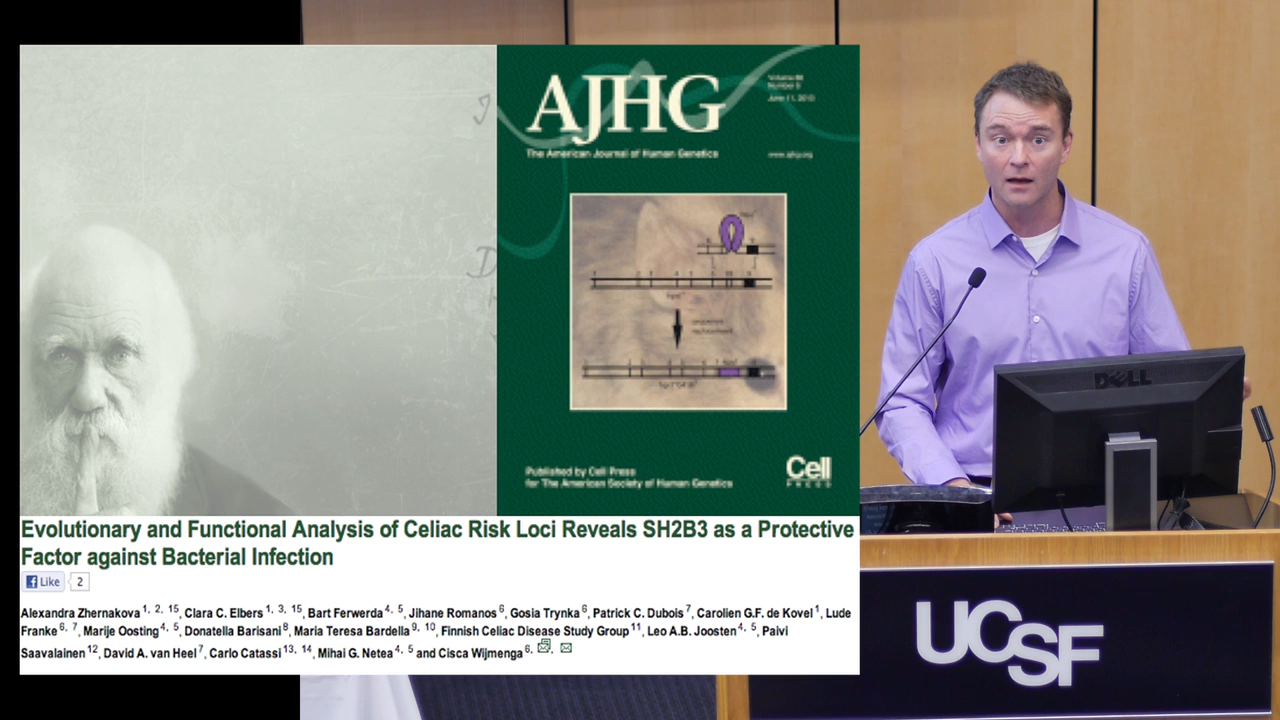 AJHG
The American Journal of Human Genetics
www.ajhg.org
June 11, 2010
Published by Cell Press
for The American Society of Human Genetics
Cell
PRESS
Evolutionary and Functional Analysis of Celiac Risk Loci Reveals SH2B3 as a Protective
Factor against Bacterial Infection
Like 2
Alexandra Zhernakova 1, 2, 15, Clara C. Elbers 1, 3, 15, Bart Ferwerda 4, 5, Jihane Romanos 6, Gosia Trynka 6, Patrick C. Dubois 7, Carolien G.F. de Kovel 1, Lude
Franke 6, 7, Marije Oosting 4, 5, Donatella Barisani 8, Maria Teresa Bardella 9, 10, Finnish Celiac Disease Study Group 11, Leo A.B. Joosten 4, 5, Paivi
Saavalainen 12, David A. van Heel 7, Carlo Catassi 13, 14, Mihai G. Netea 4, 5 and Cisca Wijmenga 6,
DELL
UCSF